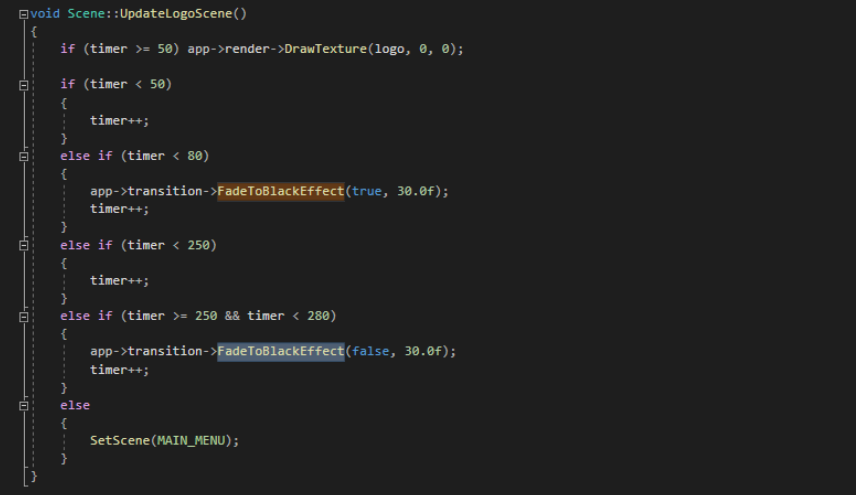 void Scene::UpdateLogoScene()
{
if (timer >= 50) app->render->DrawTexture(logo, 0, 0);
if (timer < 50)
{
timer++;
}
else if (timer < 80)
{
app->transition->FadeToBlackEffect(true, 30.0f);
timer++;
}
else if (timer < 250)
{
timer++;
}
else if (timer >= 250 && timer < 280)
{
app->transition->FadeToBlackEffect(false, 30.0f);
timer++;
}
else
{
SetScene(MAIN_MENU);
}
}